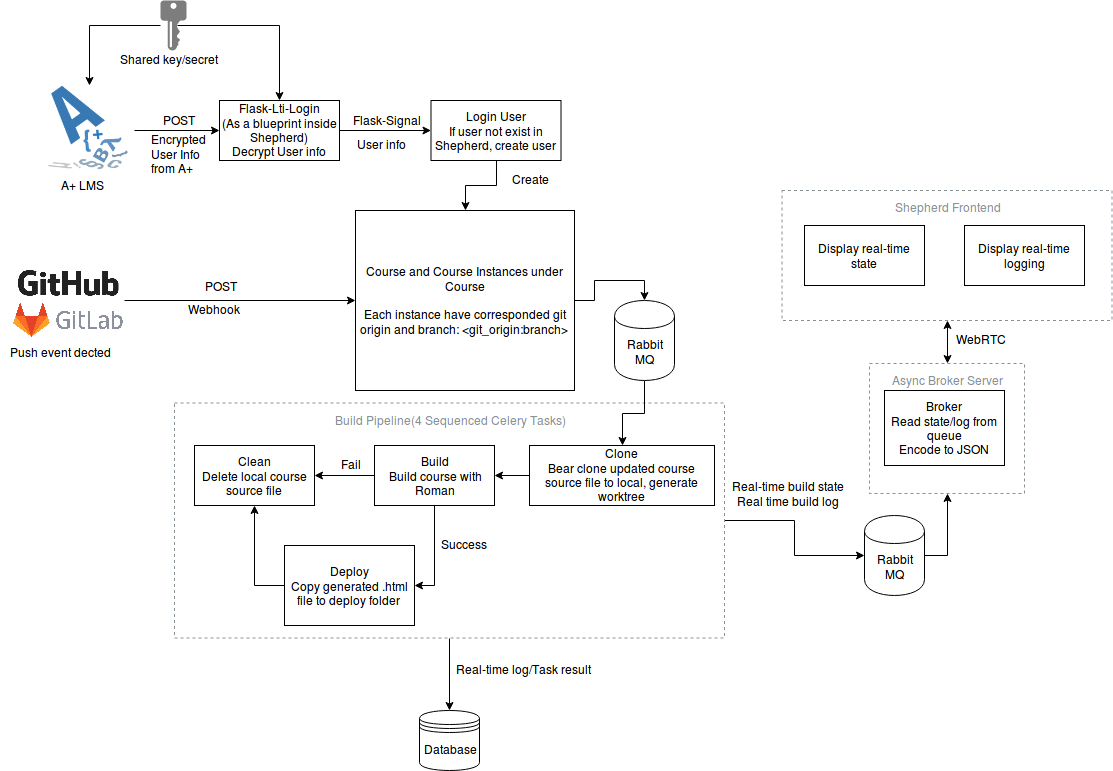 Shared key/secret
A+ LMS
POST
Encrypted
User Info
from A+
Flask-Lti-Login
(As a blueprint inside
Shepherd)
Decrypt User info
Flask-Signal
User info
Login User
If user not exist in
Shepherd, create user
Create
GitHub
GitLab
Push event dected
POST
Webhook
Course and Course Instances under
Course
Each instance have corresponded git
origin and branch: <git_origin:branch>
Rabbit
MQ
Shepherd Frontend
Display real-time
state
Display real-time
logging
WebRTC
Async Broker Server
Broker
Read state/log from
queue
Encode to JSON
Build Pipeline(4 Sequenced Celery Tasks)
Clean
Delete local course
source file
Fail
Build
Build course with
Roman
Clone
Bear clone updated course
source file to local, generate
worktree
Success
Deploy
Copy generated .html
file to deploy folder
Real-time build state
Real time build log
Rabbit
MQ
Real-time log/Task result
Database